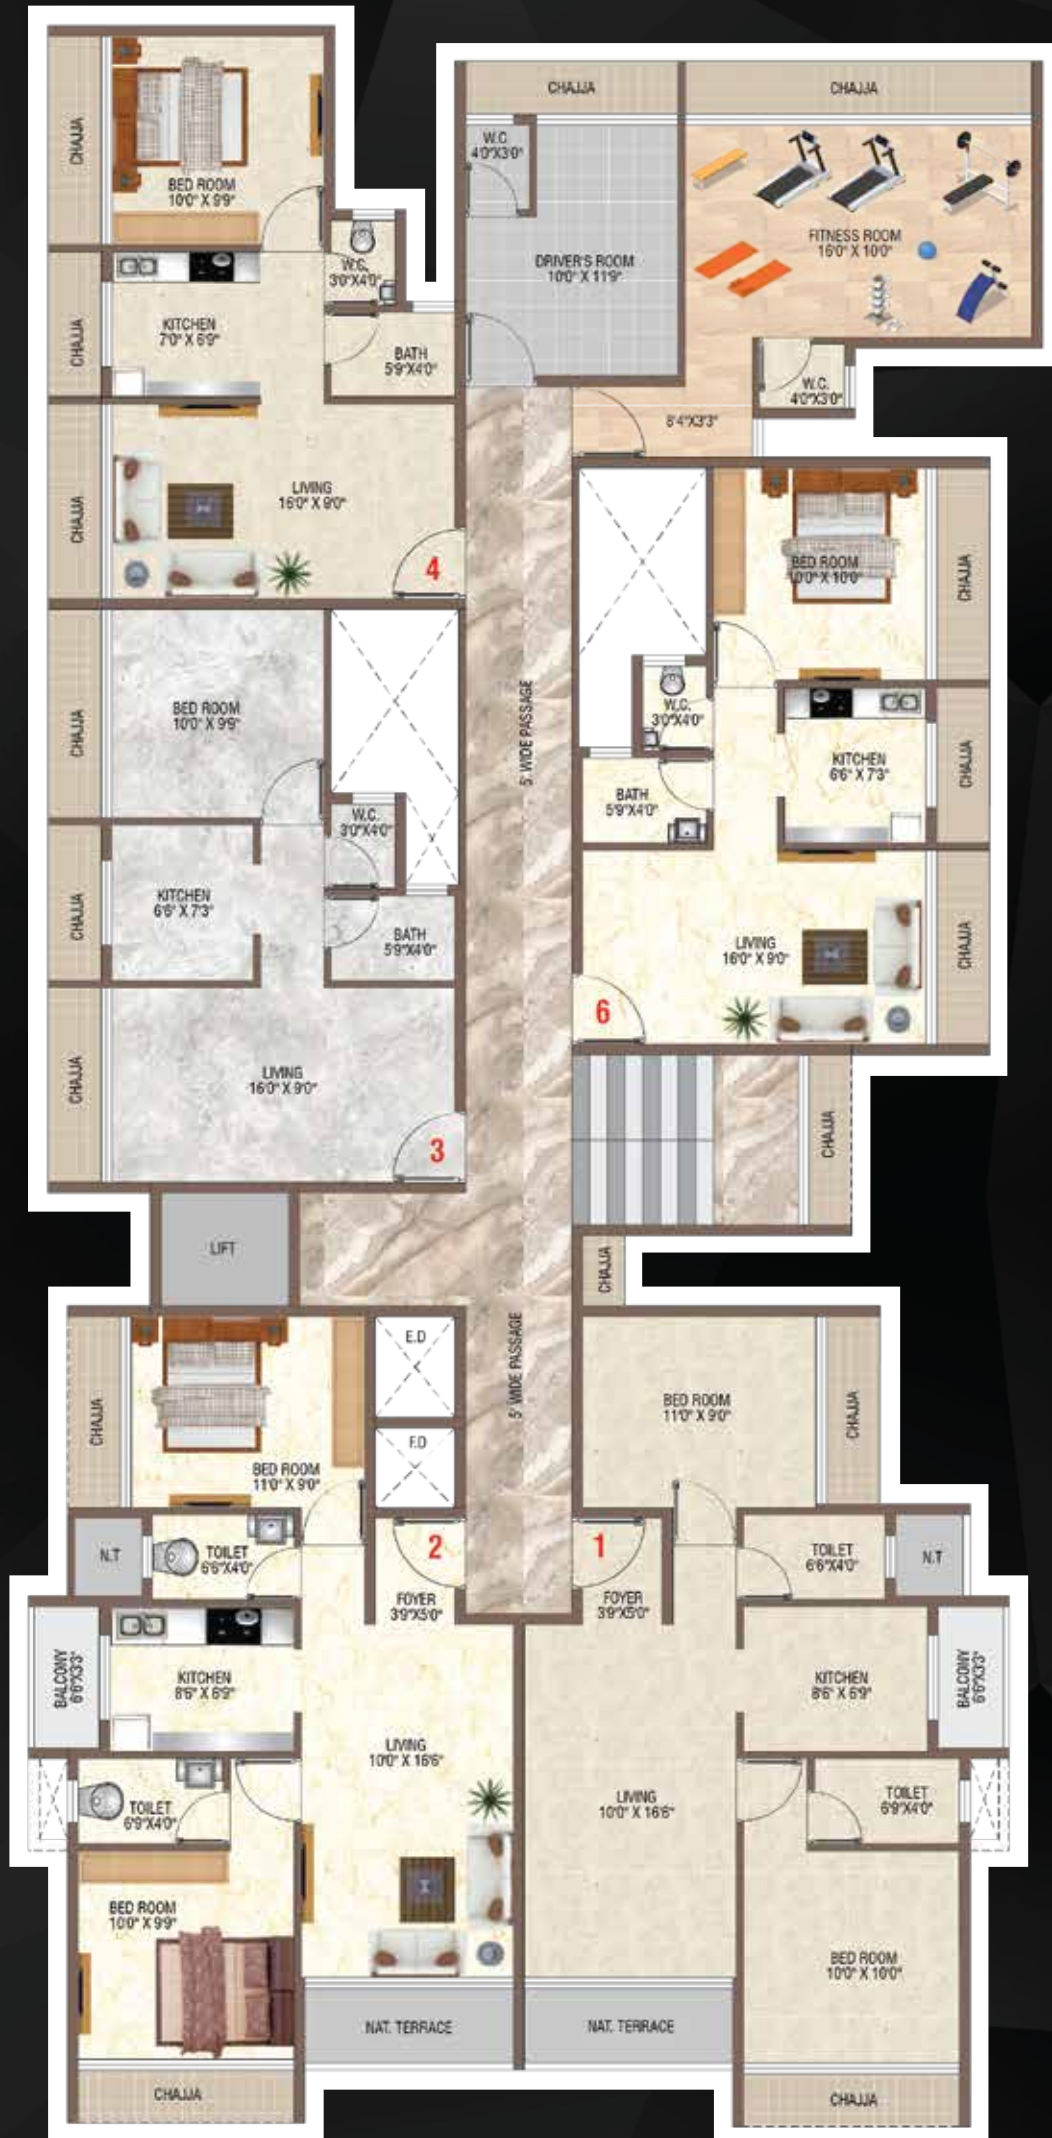 CHAJJA
CHAJJA
CHAJJA
BED ROOM
10'0" X 9'9"
W.C.
4'0"X3'0"
DRIVER'S ROOM
10'0" X 11'9"
FITNESS ROOM
16'0" X 10'0"
W.C.
3'0"X4'0"
CHAJJA
KITCHEN
7'0" X 6'9"
BATH
5'9"X4'0"
W.C.
4'0"X3'0"
8'4"X3'3"
CHAJJA
LIVING
16'0" X 9'0"
4
BED ROOM
10'0" X 10'0"
CHAJJA
CHAJJA
BED ROOM
10'0" X 9'9"
5' WIDE PASSAGE
W.C.
3'0"X4'0"
KITCHEN
6'6" X 7'3"
CHAJJA
BATH
5'9"X4'0"
W.C.
3'0"X4'0"
CHAJJA
KITCHEN
6'6" X 7'3"
BATH
5'9"X4'0"
LIVING
16'0" X 9'0"
CHAJJA
6
CHAJJA
LIVING
16'0" X 9'0"
3
CHAJJA
LIFT
CHAJJA
E.D
5' WIDE PASSAGE
CHAJJA
BED ROOM
11'0" X 9'0"
F.D
BED ROOM
11'0" X 9'0"
CHAJJA
N.T
TOILET
6'6"X4'0"
2
FOYER
3'9"X5'0"
1
FOYER
3'9"X5'0"
TOILET
6'6"X4'0"
N.T
BALCONY
6'6"X3'3"
KITCHEN
8'6" X 6'9"
KITCHEN
8'6" X 6'9"
BALCONY
6'6"X3'3"
LIVING
10'0" X 16'6"
LIVING
10'0" X 16'6"
TOILET
6'9"X4'0"
TOILET
6'9"X4'0"
BED ROOM
10'0" X 9'9"
BED ROOM
10'0" X 10'0"
NAT. TERRACE
NAT. TERRACE
CHAJJA
CHAJJA